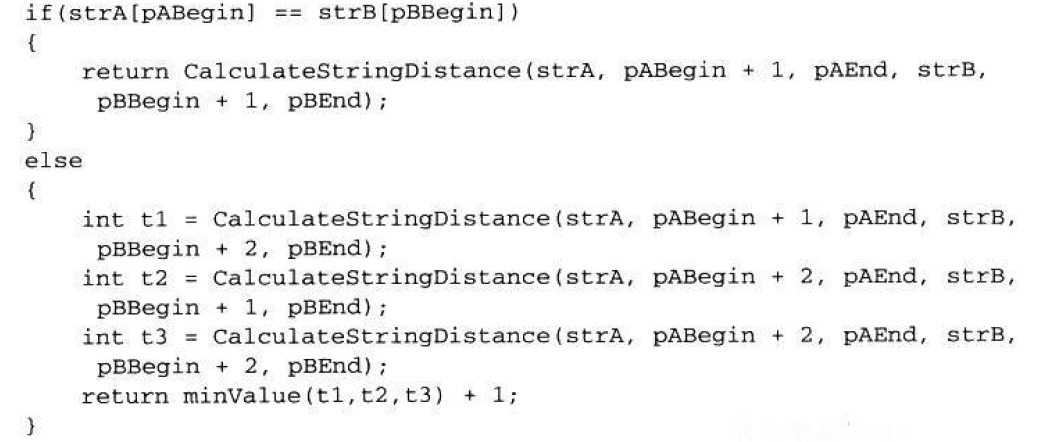 if(strA[pABegin] == strB[pBBegin])
{
return CalculateStringDistance(strA, pABegin + 1, pAEnd, strB,
pBBegin + 1, pBEnd);
}
else
{
int t1 = CalculateStringDistance(strA, pABegin + 1, pAEnd, strB,
pBBegin + 2, pBEnd);
int t2 = CalculateStringDistance(strA, pABegin + 2, pAEnd, strB,
pBBegin + 1, pBEnd);
int t3 = CalculateStringDistance(strA, pABegin + 2, pAEnd, strB,
pBBegin + 2, pBEnd);
return minValue(t1,t2,t3) + 1;
}